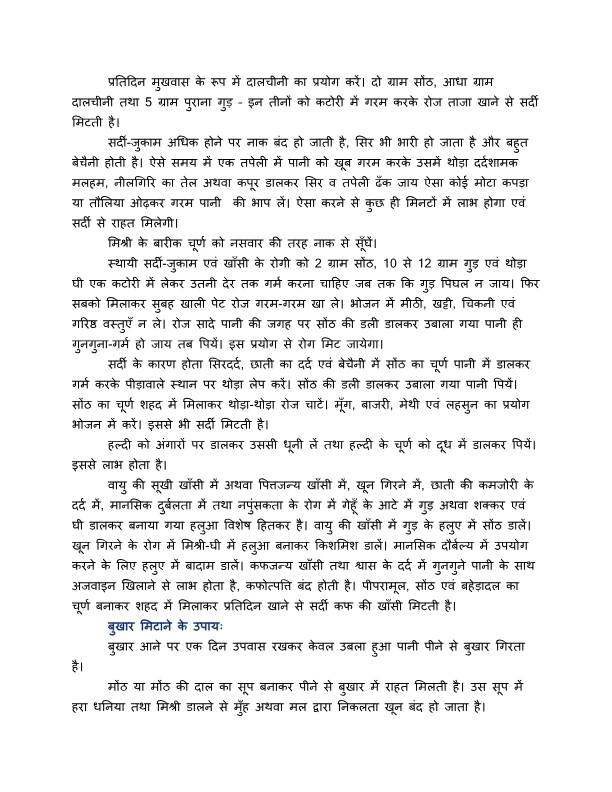 प्रतिदिन मुखवास के रूप में दालचीनी का प्रयोग करें। दो ग्राम सोंठ, आधा ग्राम
दालचीनी तथा 5 ग्राम पुराना गुड़ - इन तीनों को कटोरी में गरम करके रोज ताजा खाने से सर्दी
मिटती है।
सर्दी-जुकाम अधिक होने पर नाक बंद हो जाती है, सिर भी भारी हो जाता है और बहुत
बेचैनी होती है। ऐसे समय में एक तपेली में पानी को खूब गरम करके उसमें थोड़ा दर्दशामक
मलहम, नीलगिरि का तेल अथवा कपूर डालकर सिर व तपेली ढँक जाय ऐसा कोई मोटा कपड़ा
या तौलिया ओढ़कर गरम पानी की भाप लें। ऐसा करने से कुछ ही मिनटों में लाभ होगा एवं
सर्दी से राहत मिलेगी।
मिश्री के बारीक चूर्ण को नसवार की तरह नाक से सूँघें।
स्थायी सर्दी-जुकाम एवं खाँसी के रोगी को 2 ग्राम सोंठ, 10 से 12 ग्राम गुड़ एवं थोड़ा
घी एक कटोरी में लेकर उतनी देर तक गर्म करना चाहिए जब तक कि गुड़ पिघल न जाय। फिर
सबको मिलाकर सुबह खाली पेट रोज गरम-गरम खा ले। भोजन में मीठी, खट्टी, चिकनी एवं
गरिष्ठ वस्तुएँ न ले। रोज सादे पानी की जगह पर सोंठ की डली डालकर उबाला गया पानी ही
गुनगुना-गर्म हो जाय तब पियें। इस प्रयोग से रोग मिट जायेगा।
सर्दी के कारण होता सिरदर्द, छाती का दर्द एवं बेचैनी में सोंठ का चूर्ण पानी में डालकर
गर्म करके पीड़ावाले स्थान पर थोड़ा लेप करें। सोंठ की डली डालकर उबाला गया पानी पियें।
सोंठ का चूर्ण शहद में मिलाकर थोड़ा-थोड़ा रोज चाटें। मूँग, बाजरी, मेथी एवं लहसुन का प्रयोग
भोजन में करें। इससे भी सर्दी मिटती है।
हल्दी को अंगारों पर डालकर उससी धूनी लें तथा हल्दी के चूर्ण को दूध में डालकर पियें।
इससे लाभ होता है।
वायु की सूखी खाँसी में अथवा पित्तजन्य खाँसी में, खून गिरने में, छाती की कमजोरी के
दर्द में, मानसिक दुर्बलता में तथा नपुंसकता के रोग में गेहूँ के आटे में गुड़ अथवा शक्कर एवं
घी डालकर बनाया गया हलुआ विशेष हितकर है। वायु की खाँसी में गुड़ के हलुए में सोंठ डालें।
खून गिरने के रोग में मिश्री-घी में हलुआ बनाकर किशमिश डालें। मानसिक दौर्बल्य में उपयोग
करने के लिए हलुए में बादाम डालें। कफजन्य खाँसी तथा श्वास के दर्द में गुनगुने पानी के साथ
अजवाइन खिलाने से लाभ होता है, कफोत्पत्ति बंद होती है। पीपरामूल, सोंठ एवं बहेड़ादल का
चूर्ण बनाकर शहद में मिलाकर प्रतिदिन खाने से सर्दी कफ की खाँसी मिटती है।
बुखार मिटाने के उपायः
बुखार आने पर एक दिन उपवास रखकर केवल उबला हुआ पानी पीने से बुखार गिरता
है।
मोंठ या मोंठ की दाल का सूप बनाकर पीने से बुखार में राहत मिलती है। उस सूप में
हरा धनिया तथा मिश्री डालने से मुँह अथवा मल द्वारा निकलता खून बंद हो जाता है।